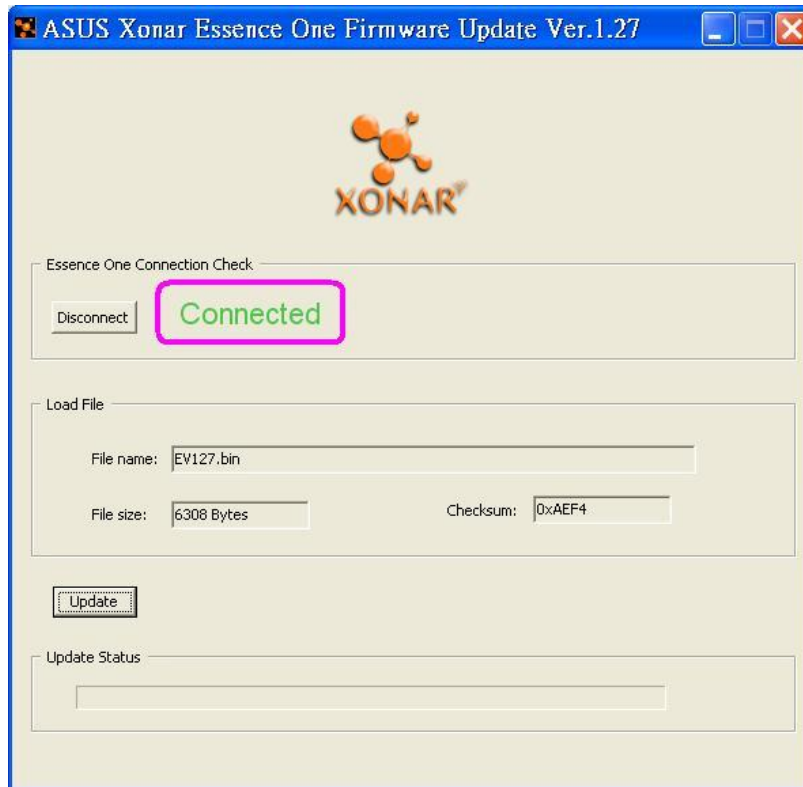 ASUS Xonar Essence One Firmware Update Ver.1.27
XONAR
Essence One Connection Check
Disconnect
Connected
Load File
File name: EV127.bin
File size: 6308 Bytes
Checksum: 0xAEF4
Update
Update Status